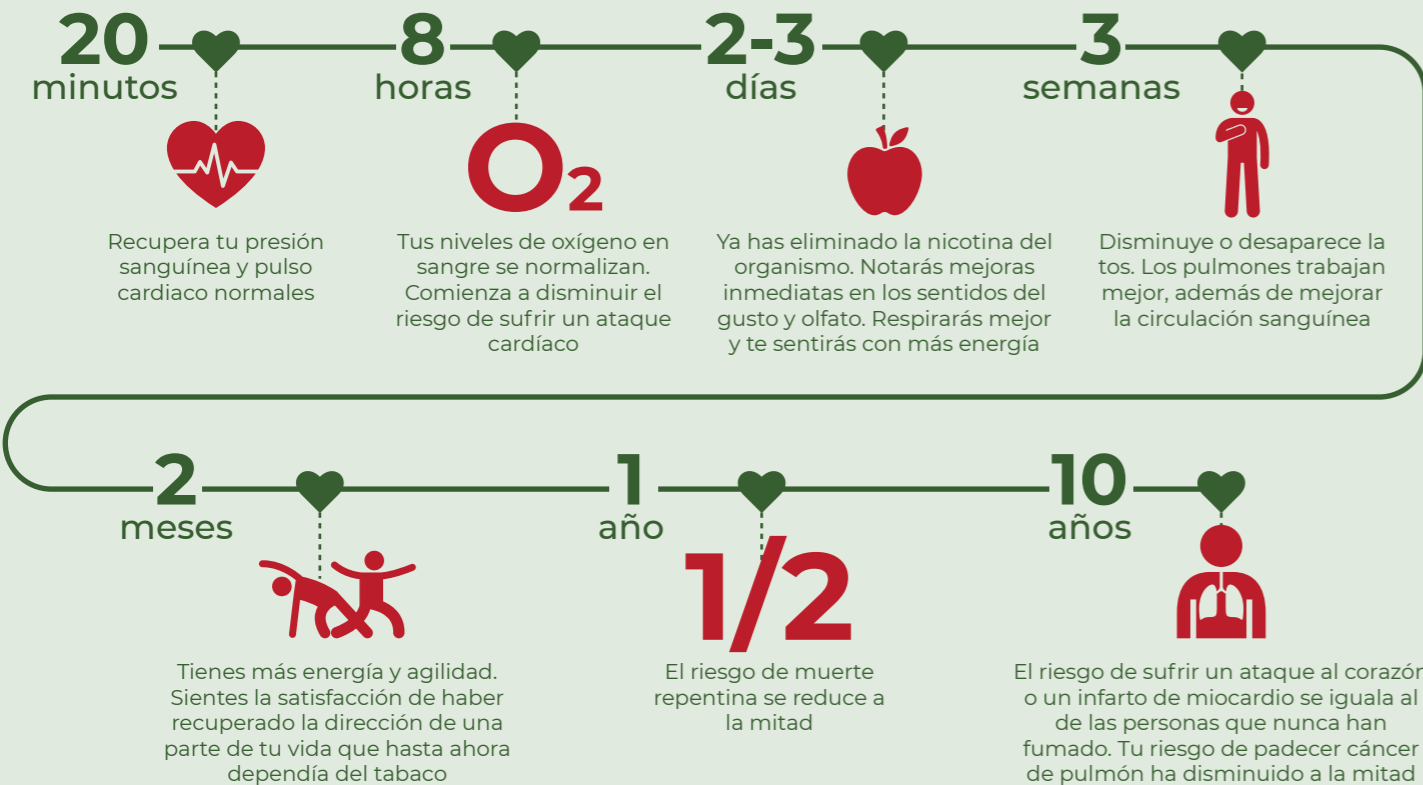 20
minutos
Recupera tu presión
sanguínea y pulso
cardiaco normales
8
horas
O2
Tus niveles de oxígeno en
sangre se normalizan.
Comienza a disminuir el
riesgo de sufrir un ataque
cardíaco
2-3
días
Ya has eliminado la nicotina del
organismo. Notarás mejoras
inmediatas en los sentidos del
gusto y olfato. Respirarás mejor
y te sentirás con más energía
3
semanas
Disminuye o desaparece la
tos. Los pulmones trabajan
mejor, además de mejorar
la circulación sanguínea
2
meses
Tienes más energía y agilidad.
Sientes la satisfacción de haber
recuperado la dirección de una
parte de tu vida que hasta ahora
dependía del tabaco
1
año
1/2
El riesgo de muerte
repentina se reduce a
la mitad
10
años
El riesgo de sufrir un ataque al corazón
o un infarto de miocardio se iguala al
de las personas que nunca han
fumado. Tu riesgo de padecer cáncer
de pulmón ha disminuido a la mitad